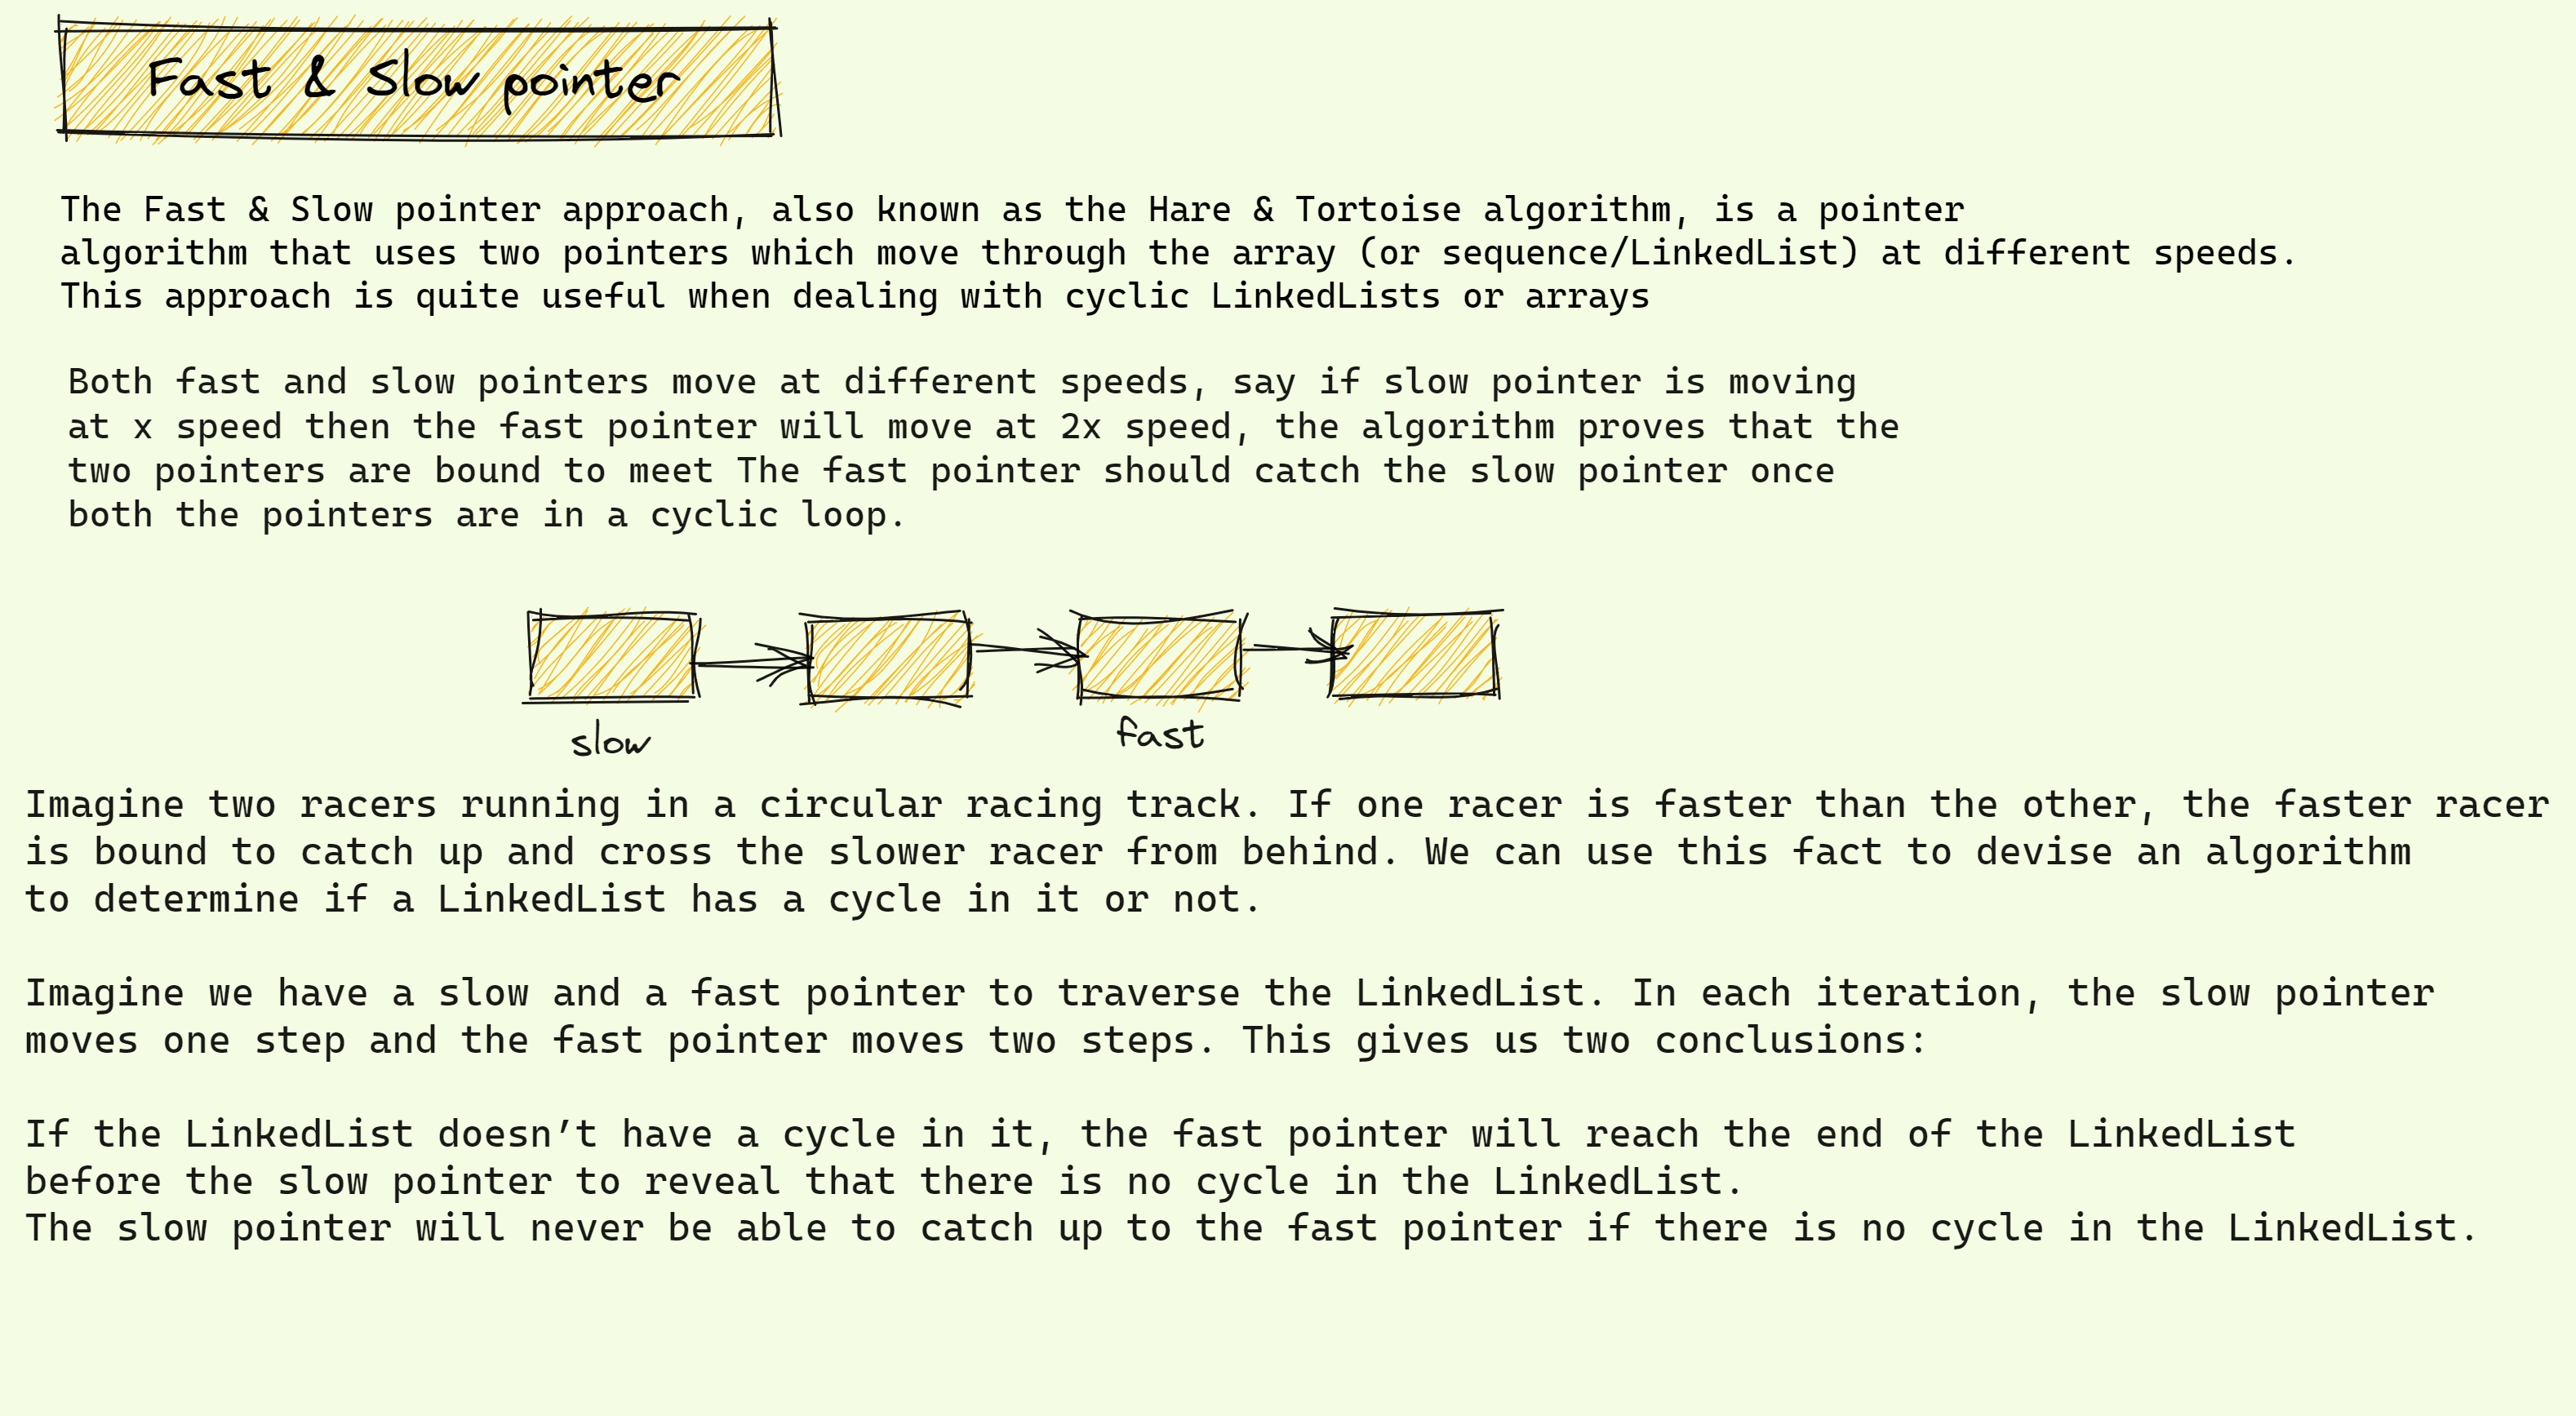 Fast & Slow pointer
The Fast & Slow pointer approach, also known as the Hare & Tortoise algorithm, is a pointer
algorithm that uses two pointers which move through the array (or sequence/LinkedList) at different speeds.
This approach is quite useful when dealing with cyclic LinkedLists or arrays
Both fast and slow pointers move at different speeds, say if slow pointer is moving
at x speed then the fast pointer will move at 2x speed, the algorithm proves that the
two pointers are bound to meet The fast pointer should catch the slow pointer once
both the pointers are in a cyclic loop.
slow
fast
Imagine two racers running in a circular racing track. If one racer is faster than the other, the faster racer
is bound to catch up and cross the slower racer from behind. We can use this fact to devise an algorithm
to determine if a LinkedList has a cycle in it or not.
Imagine we have a slow and a fast pointer to traverse the LinkedList. In each iteration, the slow pointer
moves one step and the fast pointer moves two steps. This gives us two conclusions:
If the LinkedList doesn’t have a cycle in it, the fast pointer will reach the end of the LinkedList
before the slow pointer to reveal that there is no cycle in the LinkedList.
The slow pointer will never be able to catch up to the fast pointer if there is no cycle in the LinkedList.